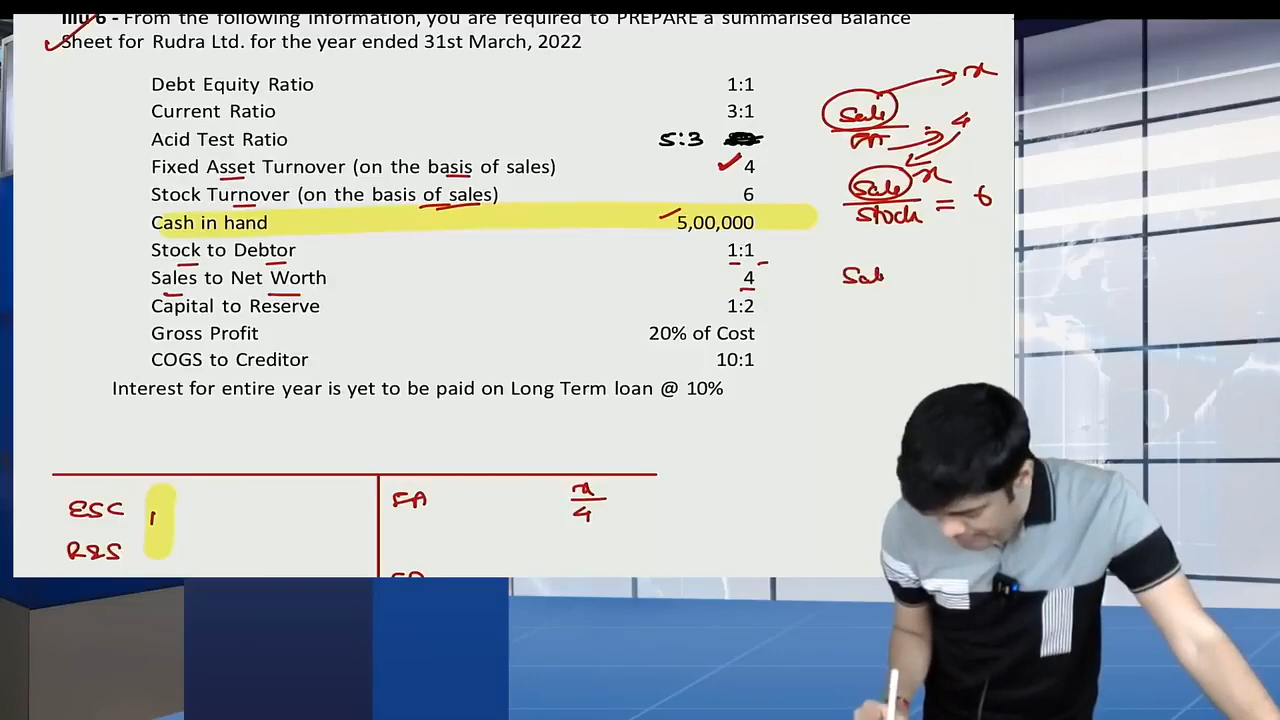 Illu 6 - From the following information, you are required to PREPARE a summarised Balance
Sheet for Rudra Ltd. for the year ended 31st March, 2022
Debt Equity Ratio 1:1
Current Ratio 3:1
Acid Test Ratio 5:3
Fixed Asset Turnover (on the basis of sales) 4
Stock Turnover (on the basis of sales) 6
Cash in hand 5,00,000
Stock to Debtor 1:1
Sales to Net Worth 4
Capital to Reserve 1:2
Gross Profit 20% of Cost
COGS to Creditor 10:1
Interest for entire year is yet to be paid on Long Term loan @ 10%
Sale → x
FA → 4
Sale x
Stock = 6
Sal
ESC 1
R&S
FA x
4